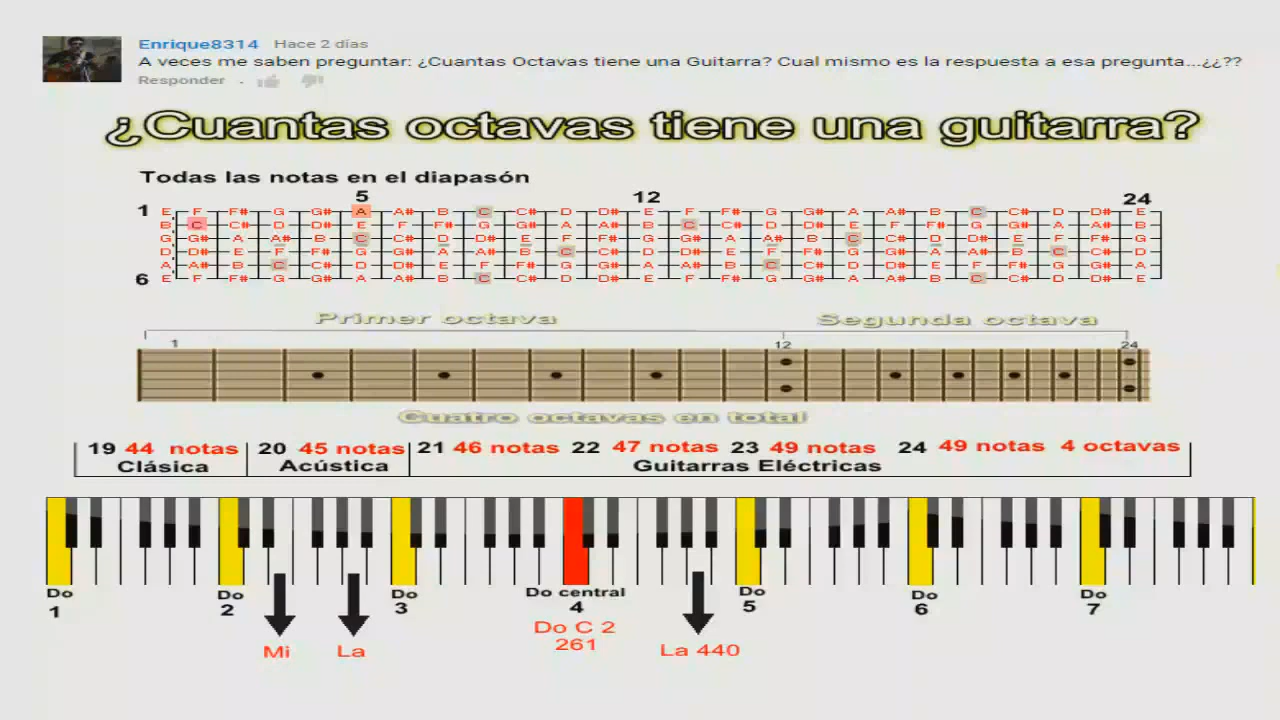 Enrique8314 Hace 2 días
A veces me saben preguntar: ¿Cuantas Octavas tiene una Guitarra? Cual mismo es la respuesta a esa pregunta...¿¿??
Responder .
¿Cuantas octavas tiene una guitarra?
Todas las notas en el diapasón
5 12 24
1 E F F# G G# A A# B C C# D D# E F F# G G# A A# B C C# D D# E
B C C# D D# E F F# G G# A A# B C C# D D# E F F# G G# A A# B
G G# A A# B C C# D D# E F F# G G# A A# B C C# D D# E F F# G
D D# E F F# G G# A A# B C C# D D# E F F# G G# A A# B C C# D
A A# B C C# D D# E F F# G G# A A# B C C# D D# E F F# G G# A
6 E F F# G G# A A# B C C# D D# E F F# G G# A A# B C C# D D# E
Primer octava Segunda octava
1 12 24
Cuatro octavas en total
19 44 notas 20 45 notas 21 46 notas 22 47 notas 23 49 notas 24 49 notas 4 octavas
Clásica Acústica Guitarras Eléctricas
Do Do Do Do central Do Do Do
1 2 3 4 5 6 7
Do C 2
261
Mi La La 440